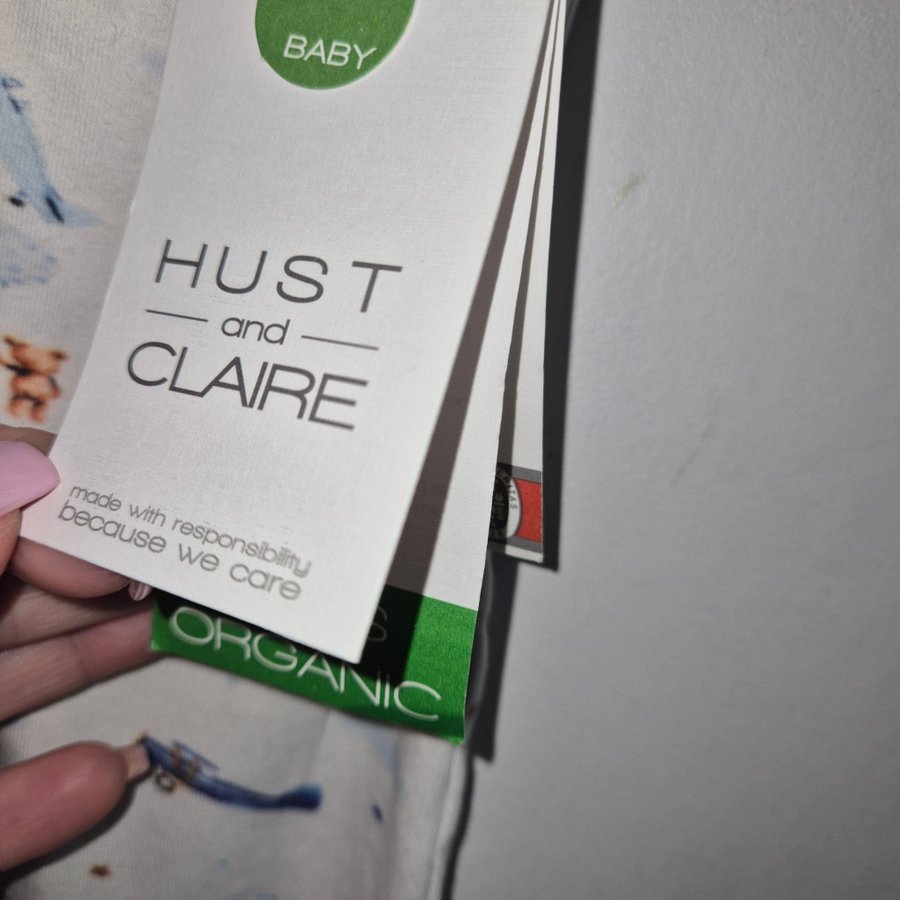 BABY
HUST
and
CLAIRE
made with responsibility
because we care
ORGANIC